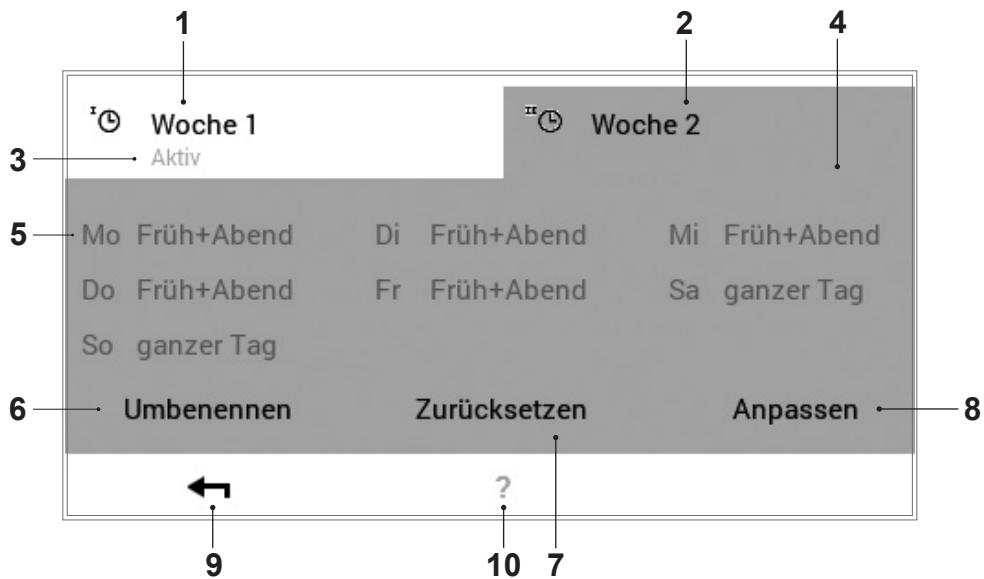 1 2 4
I Woche 1 II Woche 2
3 Aktiv
5 Mo Früh+Abend Di Früh+Abend Mi Früh+Abend
Do Früh+Abend Fr Früh+Abend Sa ganzer Tag
So ganzer Tag
6 Umbenennen Zurücksetzen Anpassen 8
?
9 10 7